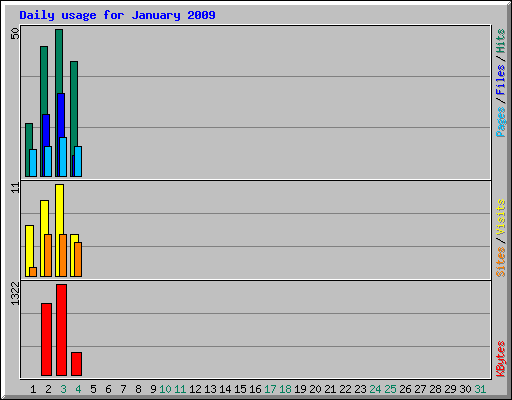 Daily usage for January 2009
50
Pages / Files / Hits
11
Sites / Visits
1322
KBytes
1 2 3 4 5 6 7 8 9 10 11 12 13 14 15 16 17 18 19 20 21 22 23 24 25 26 27 28 29 30 31